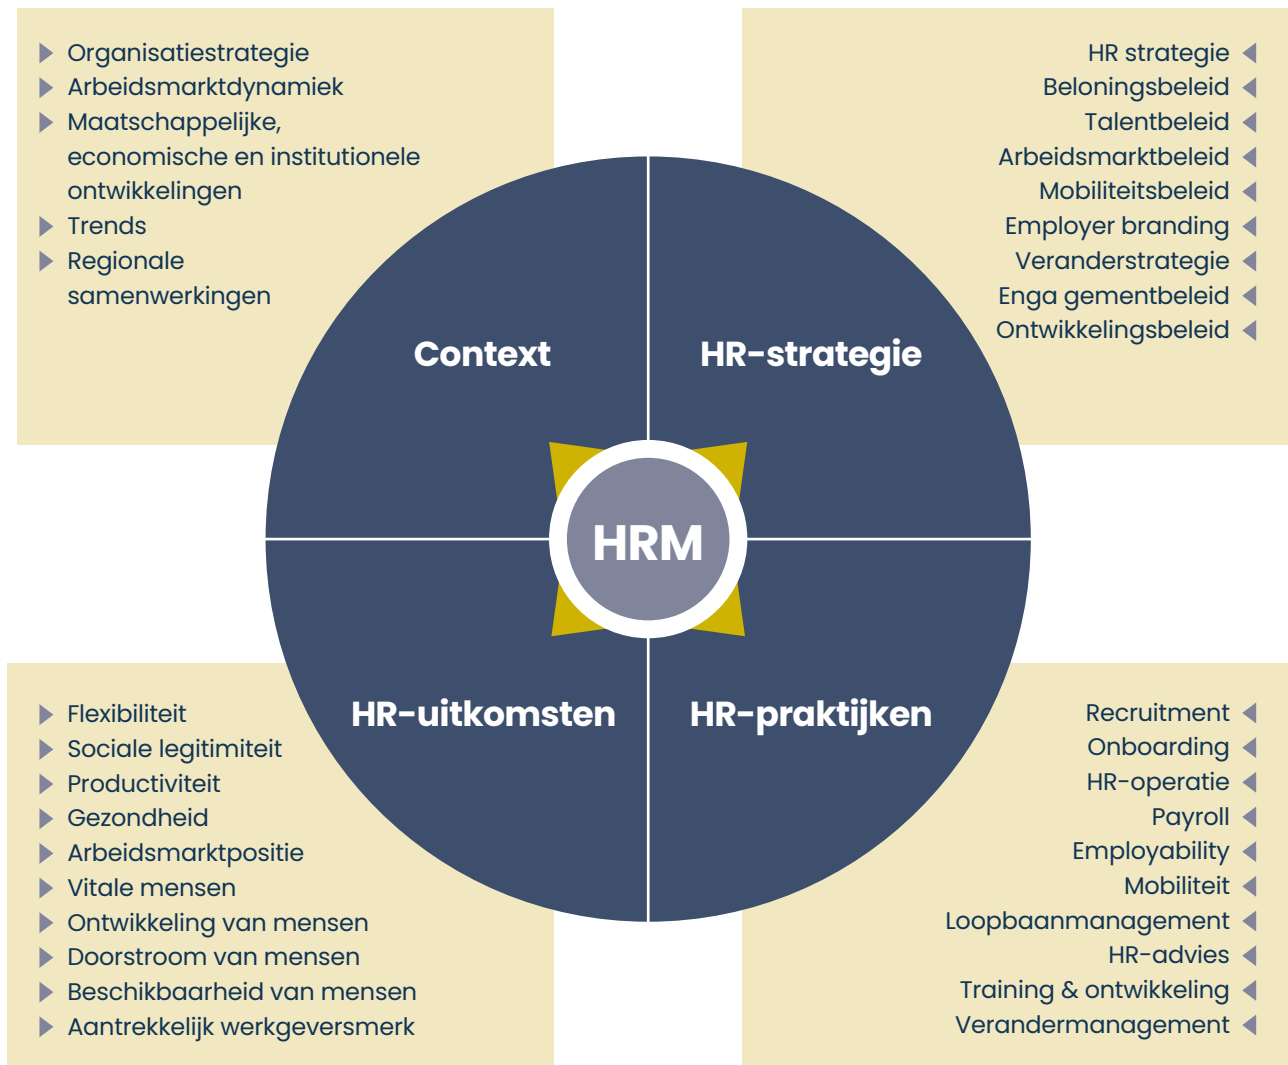 Organisatiestrategie
Arbeidsmarktdynamiek
Maatschappelijke,
economische en institutionele
ontwikkelingen
Trends
Regionale
samenwerkingen
HR strategie
Beloningsbeleid
Talentbeleid
Arbeidsmarktbeleid
Mobiliteitsbeleid
Employer branding
Veranderstrategie
Enga gementbeleid
Ontwikkelingsbeleid
Context
HR-strategie
HRM
HR-uitkomsten
HR-praktijken
Flexibiliteit
Sociale legitimiteit
Productiviteit
Gezondheid
Arbeidsmarktpositie
Vitale mensen
Ontwikkeling van mensen
Doorstroom van mensen
Beschikbaarheid van mensen
Aantrekkelijk werkgeversmerk
Recruitment
Onboarding
HR-operatie
Payroll
Employability
Mobiliteit
Loopbaanmanagement
HR-advies
Training & ontwikkeling
Verandermanagement